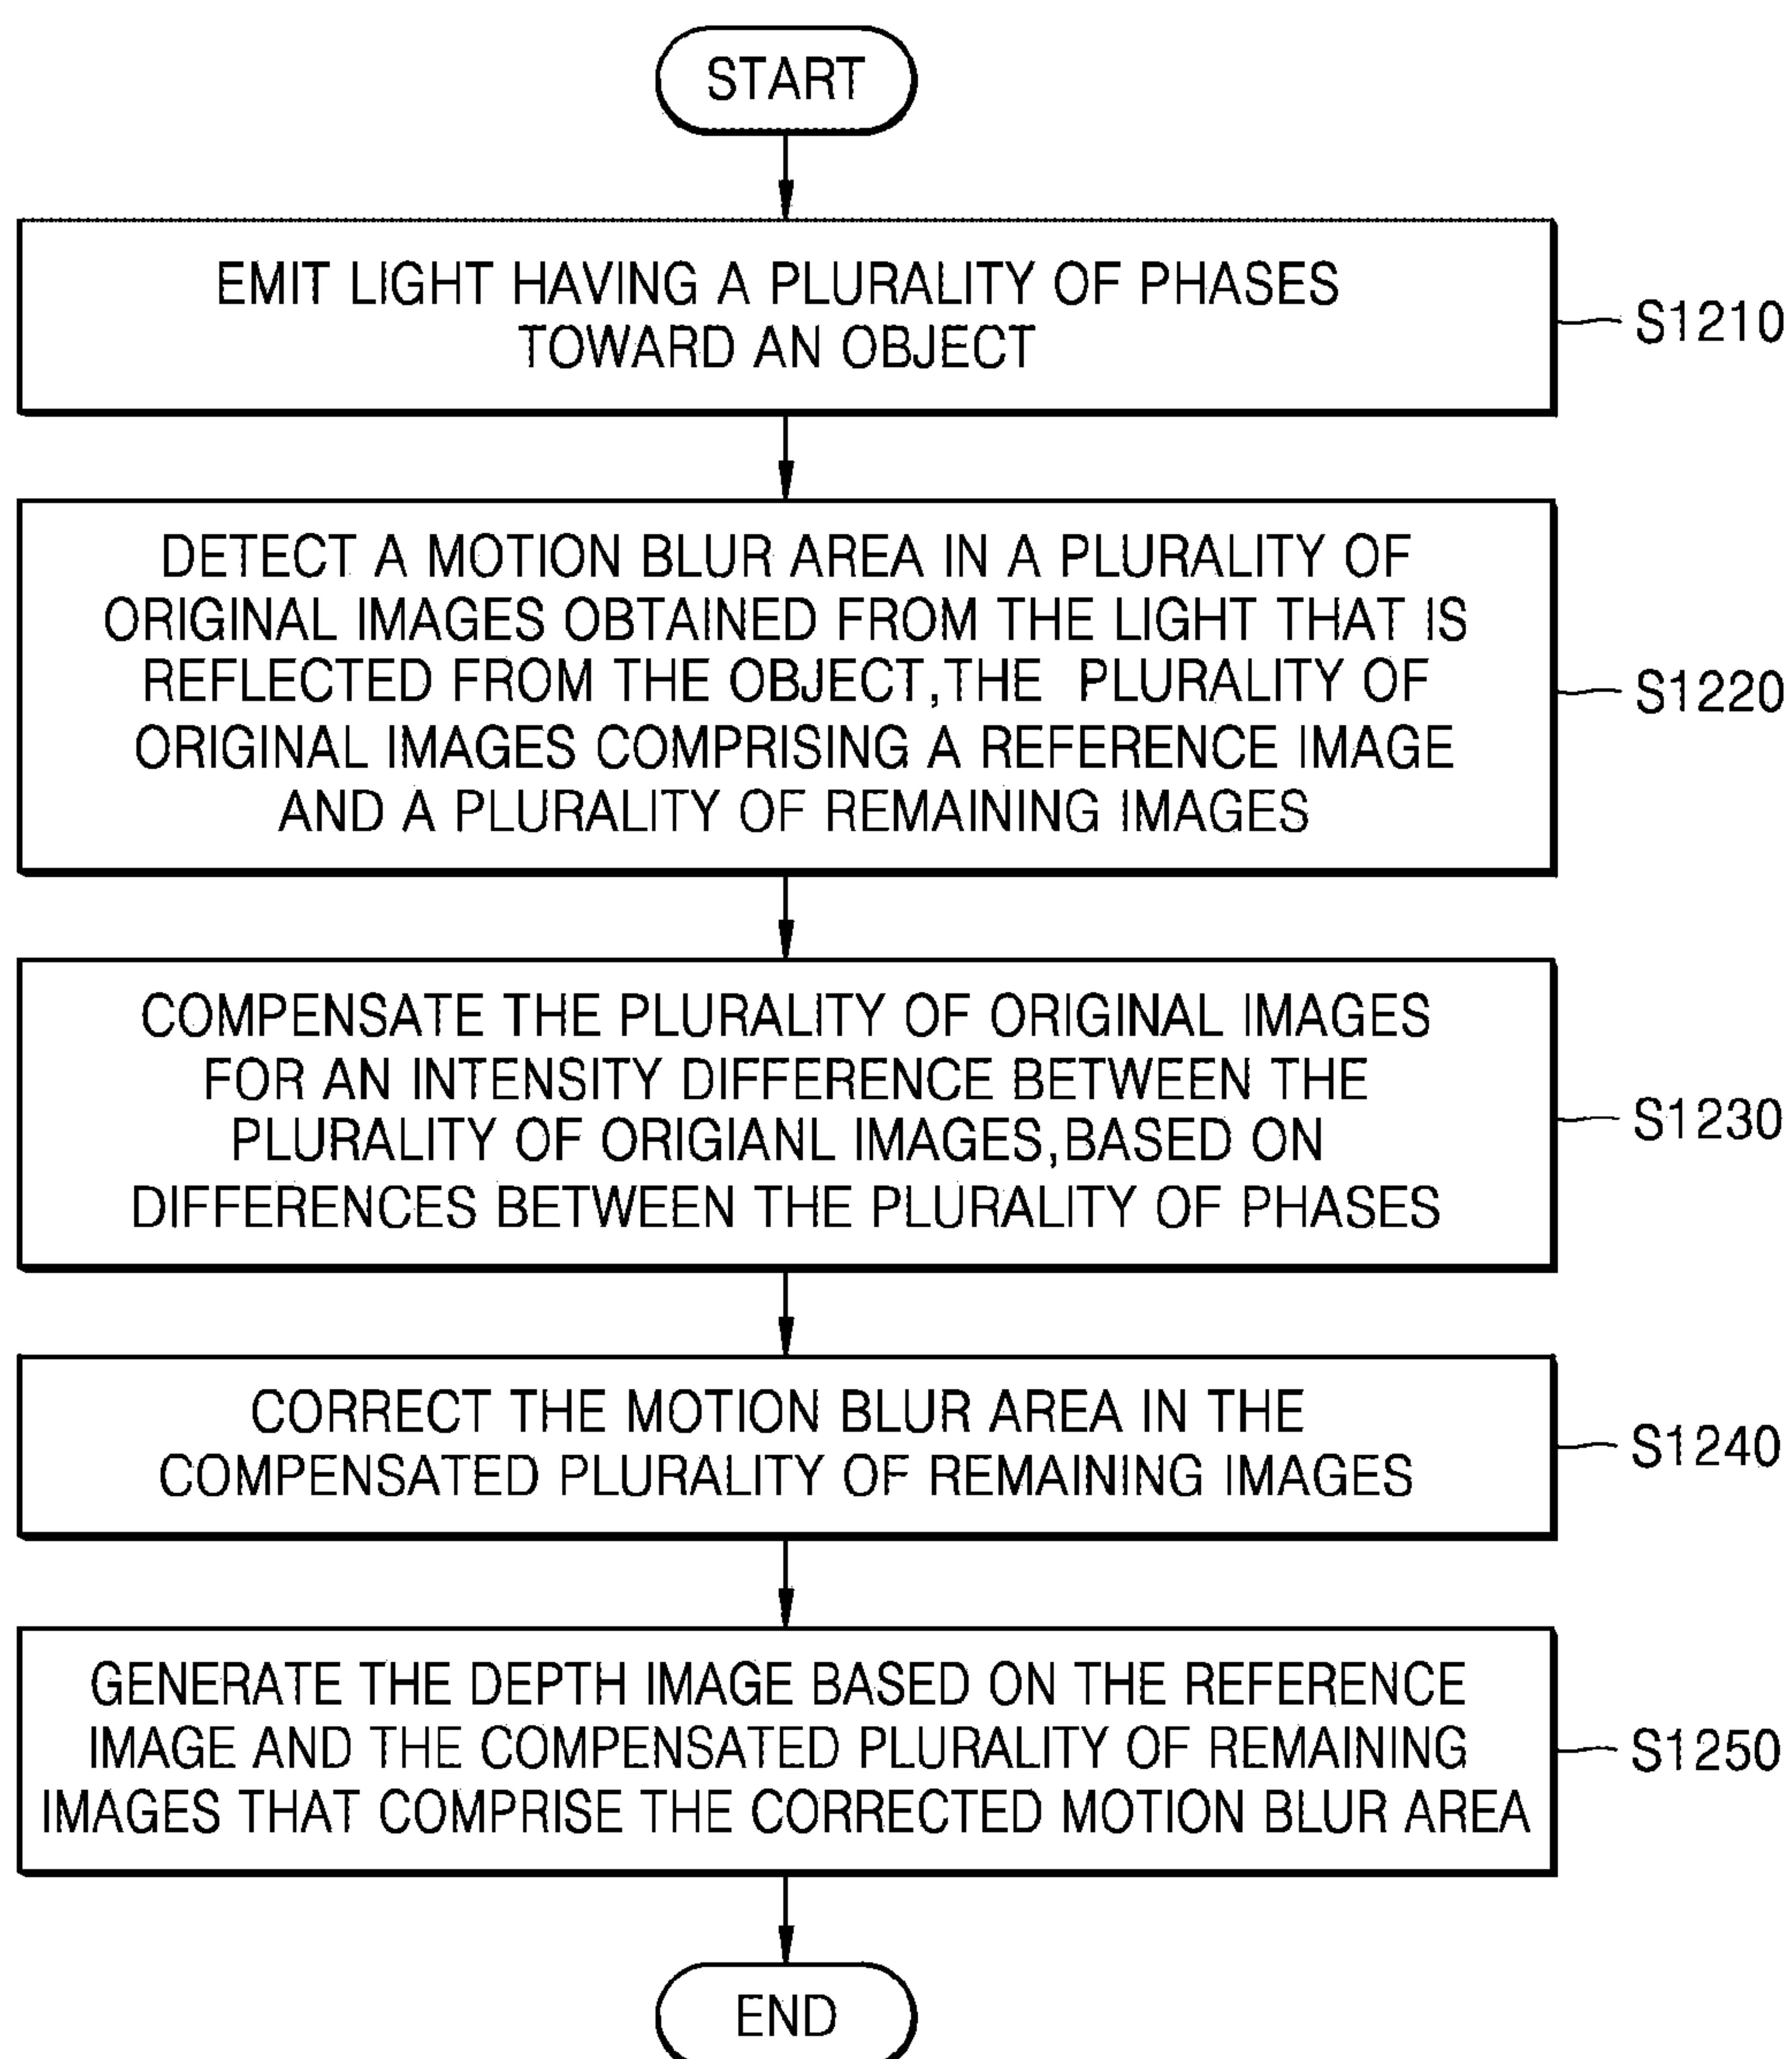 START
EMIT LIGHT HAVING A PLURALITY OF PHASES
TOWARD AN OBJECT
S1210
DETECT A MOTION BLUR AREA IN A PLURALITY OF
ORIGINAL IMAGES OBTAINED FROM THE LIGHT THAT IS
REFLECTED FROM THE OBJECT,THE PLURALITY OF
ORIGINAL IMAGES COMPRISING A REFERENCE IMAGE
AND A PLURALITY OF REMAINING IMAGES
S1220
COMPENSATE THE PLURALITY OF ORIGINAL IMAGES
FOR AN INTENSITY DIFFERENCE BETWEEN THE
PLURALITY OF ORIGIANL IMAGES,BASED ON
DIFFERENCES BETWEEN THE PLURALITY OF PHASES
S1230
CORRECT THE MOTION BLUR AREA IN THE
COMPENSATED PLURALITY OF REMAINING IMAGES
S1240
GENERATE THE DEPTH IMAGE BASED ON THE REFERENCE
IMAGE AND THE COMPENSATED PLURALITY OF REMAINING
IMAGES THAT COMPRISE THE CORRECTED MOTION BLUR AREA
S1250
END